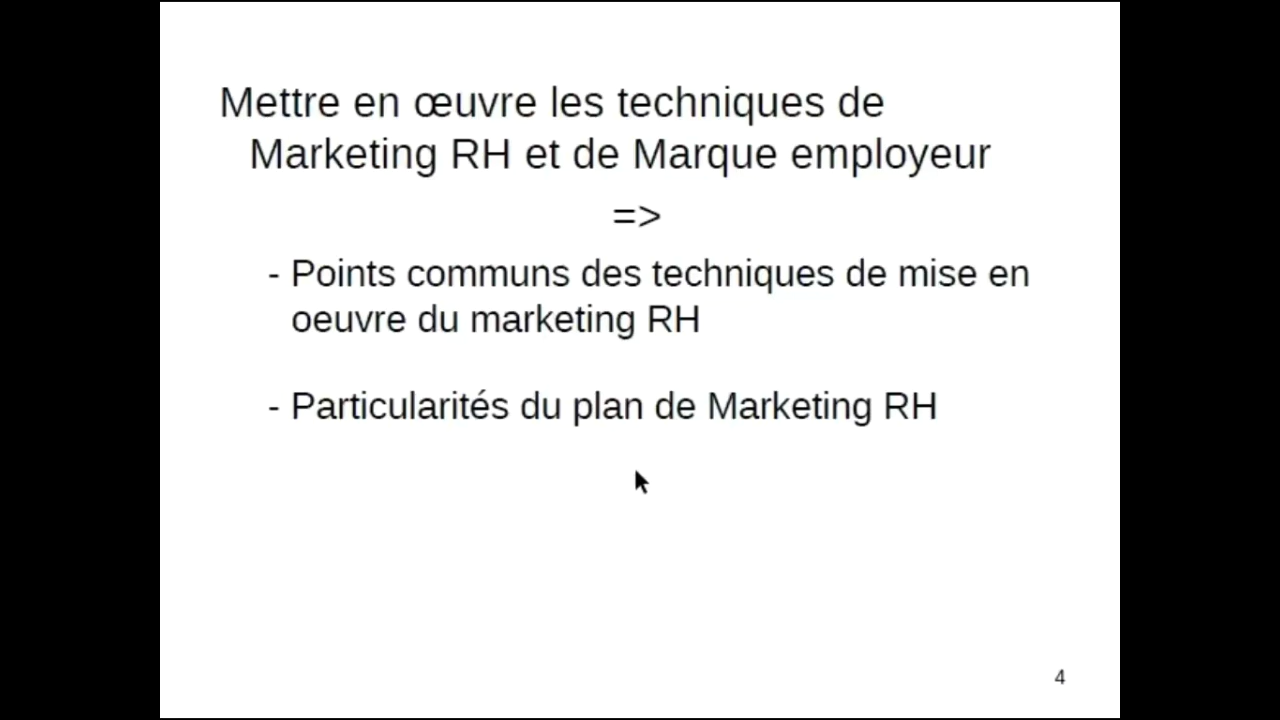 Mettre en œuvre les techniques de
Marketing RH et de Marque employeur
=>
- Points communs des techniques de mise en
oeuvre du marketing RH
- Particularités du plan de Marketing RH
4